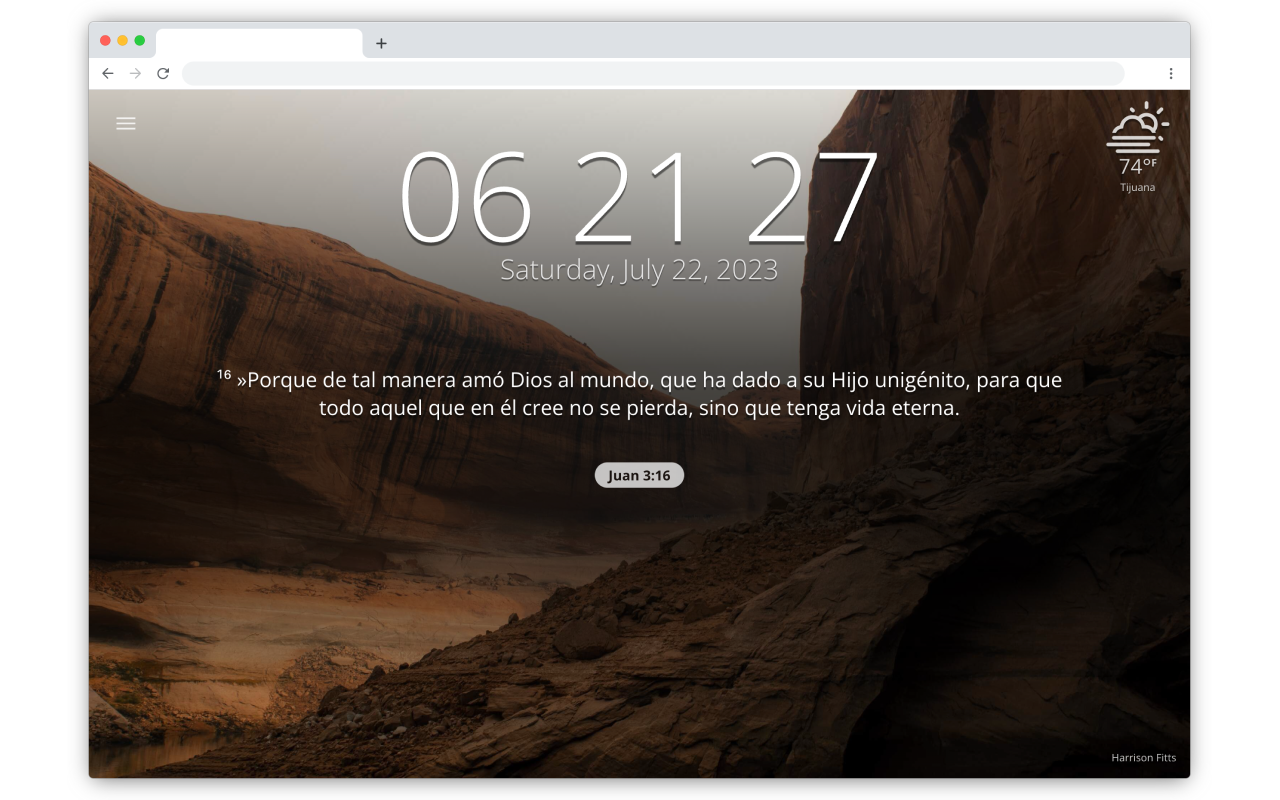 06 21 27
74°F
Tijuana
Saturday, July 22, 2023
¹⁶ »Porque de tal manera amó Dios al mundo, que ha dado a su Hijo unigénito, para que
todo aquel que en él cree no se pierda, sino que tenga vida eterna.
Juan 3:16
Harrison Fitts